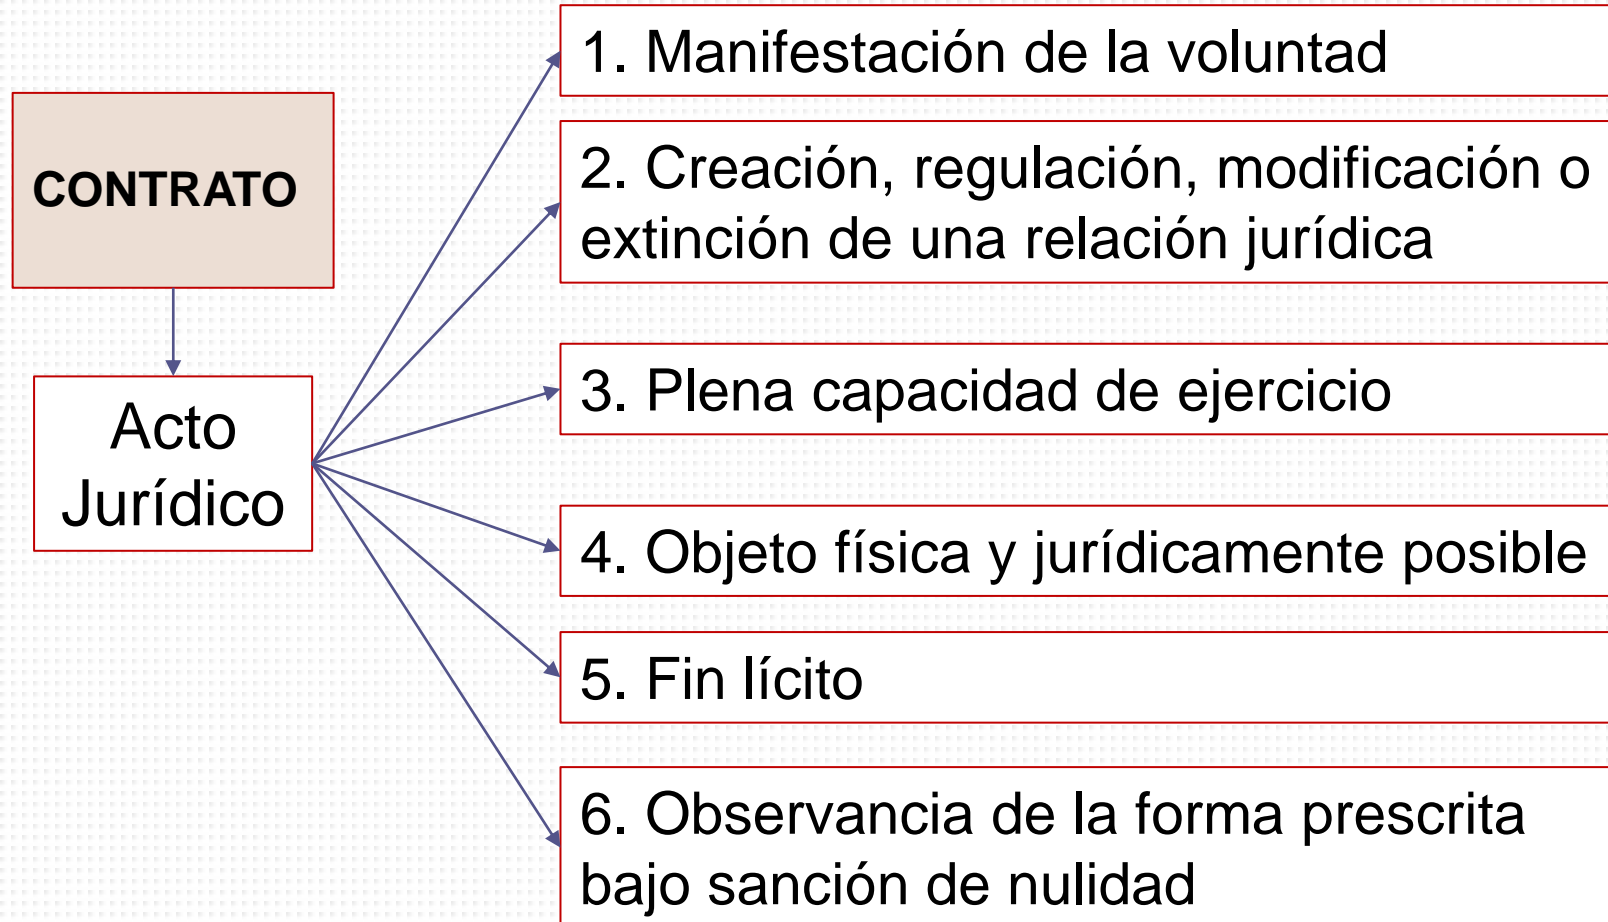 CONTRATO
Acto
Jurídico
1. Manifestación de la voluntad
2. Creación, regulación, modificación o
extinción de una relación jurídica
3. Plena capacidad de ejercicio
4. Objeto física y jurídicamente posible
5. Fin lícito
6. Observancia de la forma prescrita
bajo sanción de nulidad